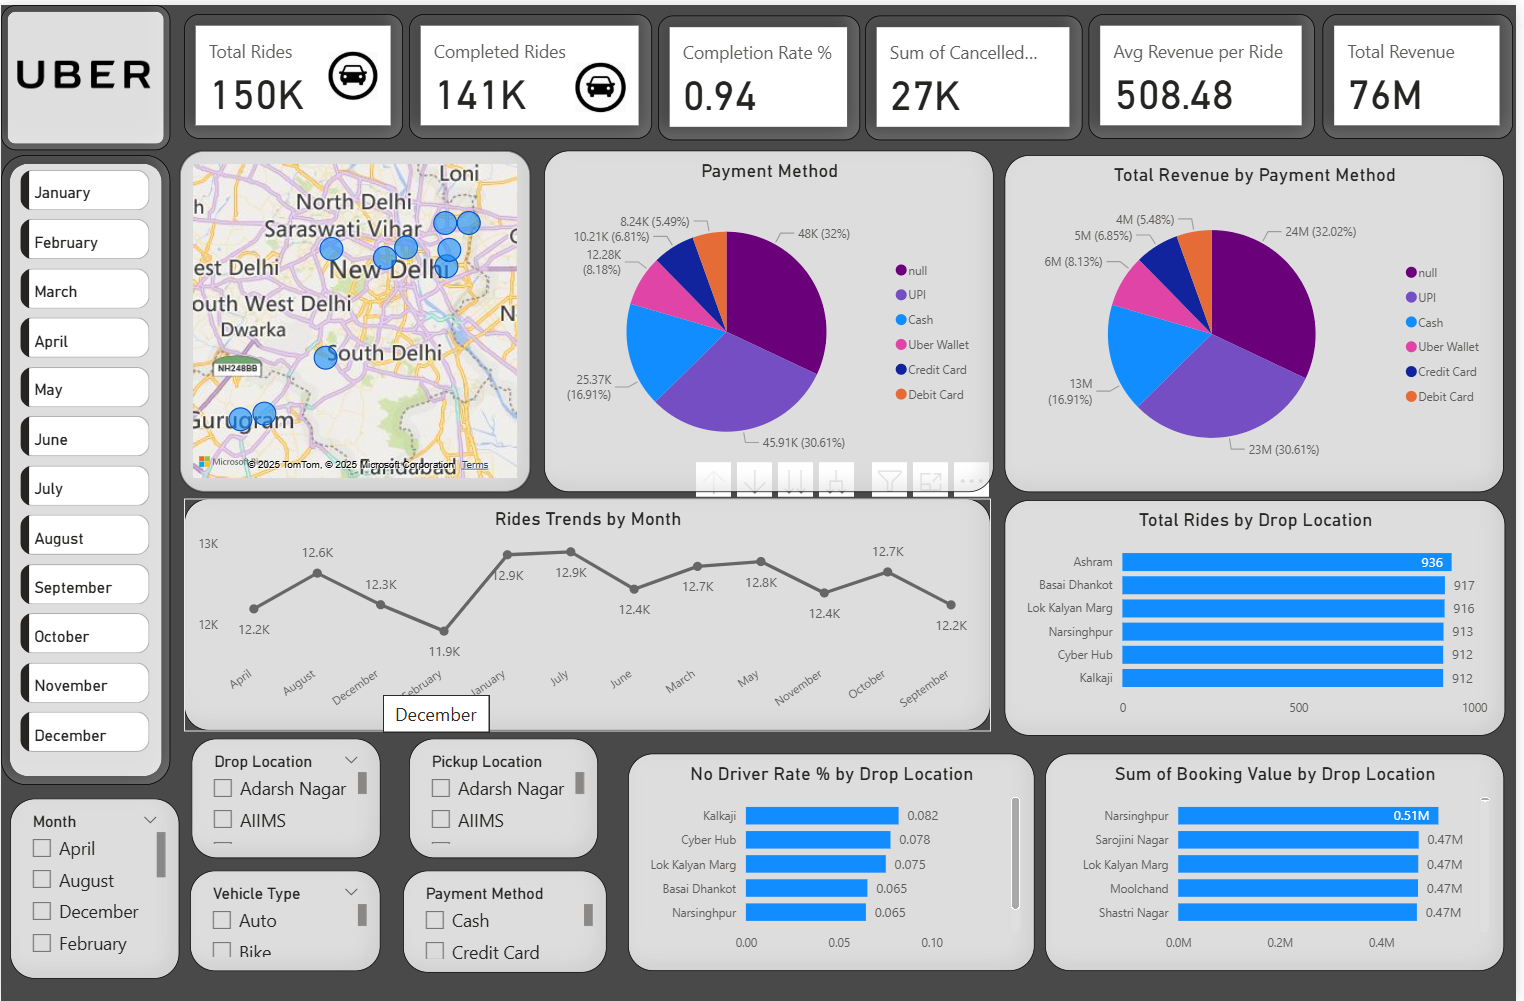 UBER
Total Rides
150K
Completed Rides
141K
Completion Rate %
0.94
Sum of Cancelled...
27K
Avg Revenue per Ride
508.48
Total Revenue
76M
January
February
March
April
May
June
July
August
September
October
November
December
Loni
North Delhi
Saraswati Vihar
est Delhi
New Delhi
outh West Delhi
Dwarka
South Delhi
NH248BB
Gurugram
Faridabad
© 2025 TomTom, © 2025 Microsoft Corporation Terms
Payment Method
8.24K (5.49%)
10.21K (6.81%)
12.28K
(8.18%)
48K (32%)
25.37K
(16.91%)
45.91K (30.61%)
null
UPI
Cash
Uber Wallet
Credit Card
Debit Card
Total Revenue by Payment Method
4M (5.48%)
5M (6.85%)
6M (8.13%)
24M (32.02%)
13M
(16.91%)
23M (30.61%)
null
UPI
Cash
Uber Wallet
Credit Card
Debit Card
Rides Trends by Month
13K
12K
12.2K
12.6K
12.3K
11.9K
12.9K
12.9K
12.4K
12.7K
12.8K
12.4K
12.7K
12.2K
April
August
December
February
January
July
June
March
May
November
October
September
December
Total Rides by Drop Location
Ashram 936
Basai Dhankot 917
Lok Kalyan Marg 916
Narsinghpur 913
Cyber Hub 912
Kalkaji 912
0 500 1000
Month
April
August
December
February
Drop Location
Adarsh Nagar
AIIMS
Pickup Location
Adarsh Nagar
AIIMS
Vehicle Type
Auto
Bike
Payment Method
Cash
Credit Card
No Driver Rate % by Drop Location
Kalkaji 0.082
Cyber Hub 0.078
Lok Kalyan Marg 0.075
Basai Dhankot 0.065
Narsinghpur 0.065
0.00 0.05 0.10
Sum of Booking Value by Drop Location
Narsinghpur 0.51M
Sarojini Nagar 0.47M
Lok Kalyan Marg 0.47M
Moolchand 0.47M
Shastri Nagar 0.47M
0.0M 0.2M 0.4M